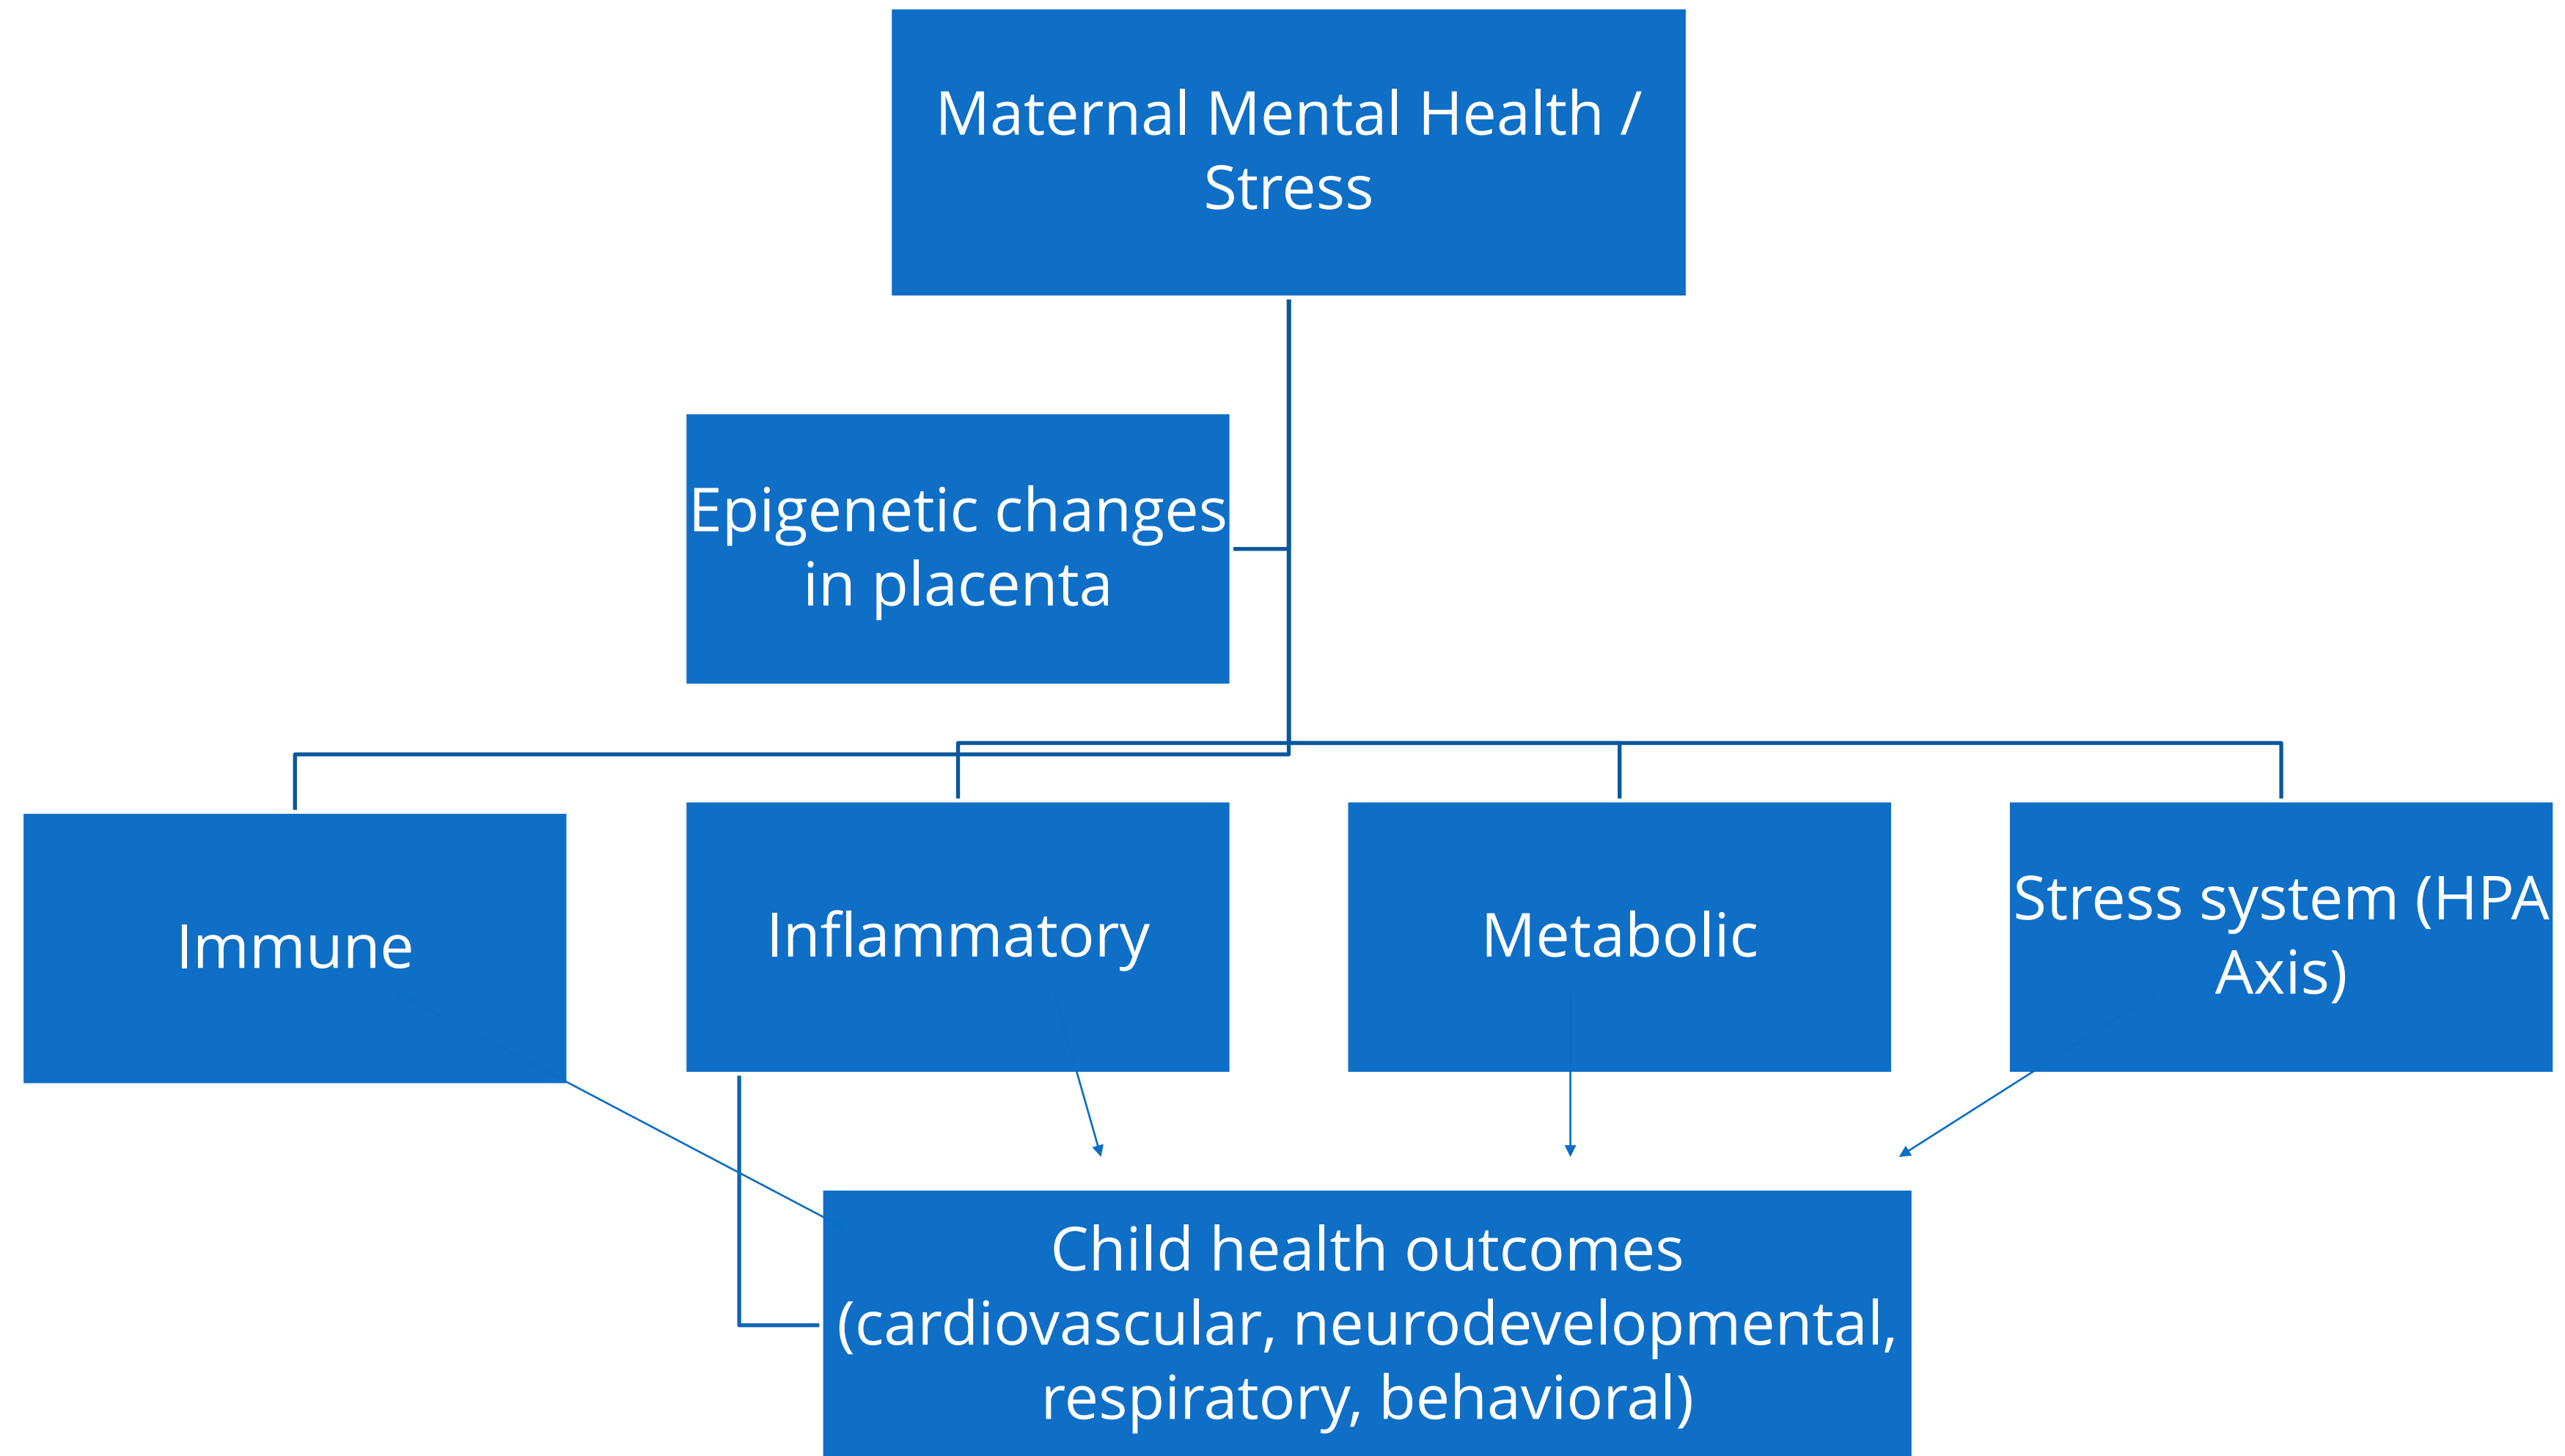 Maternal Mental Health /
Stress
Epigenetic changes
in placenta
Immune
Inflammatory
Metabolic
Stress system (HPA
Axis)
Child health outcomes
(cardiovascular, neurodevelopmental,
respiratory, behavioral)